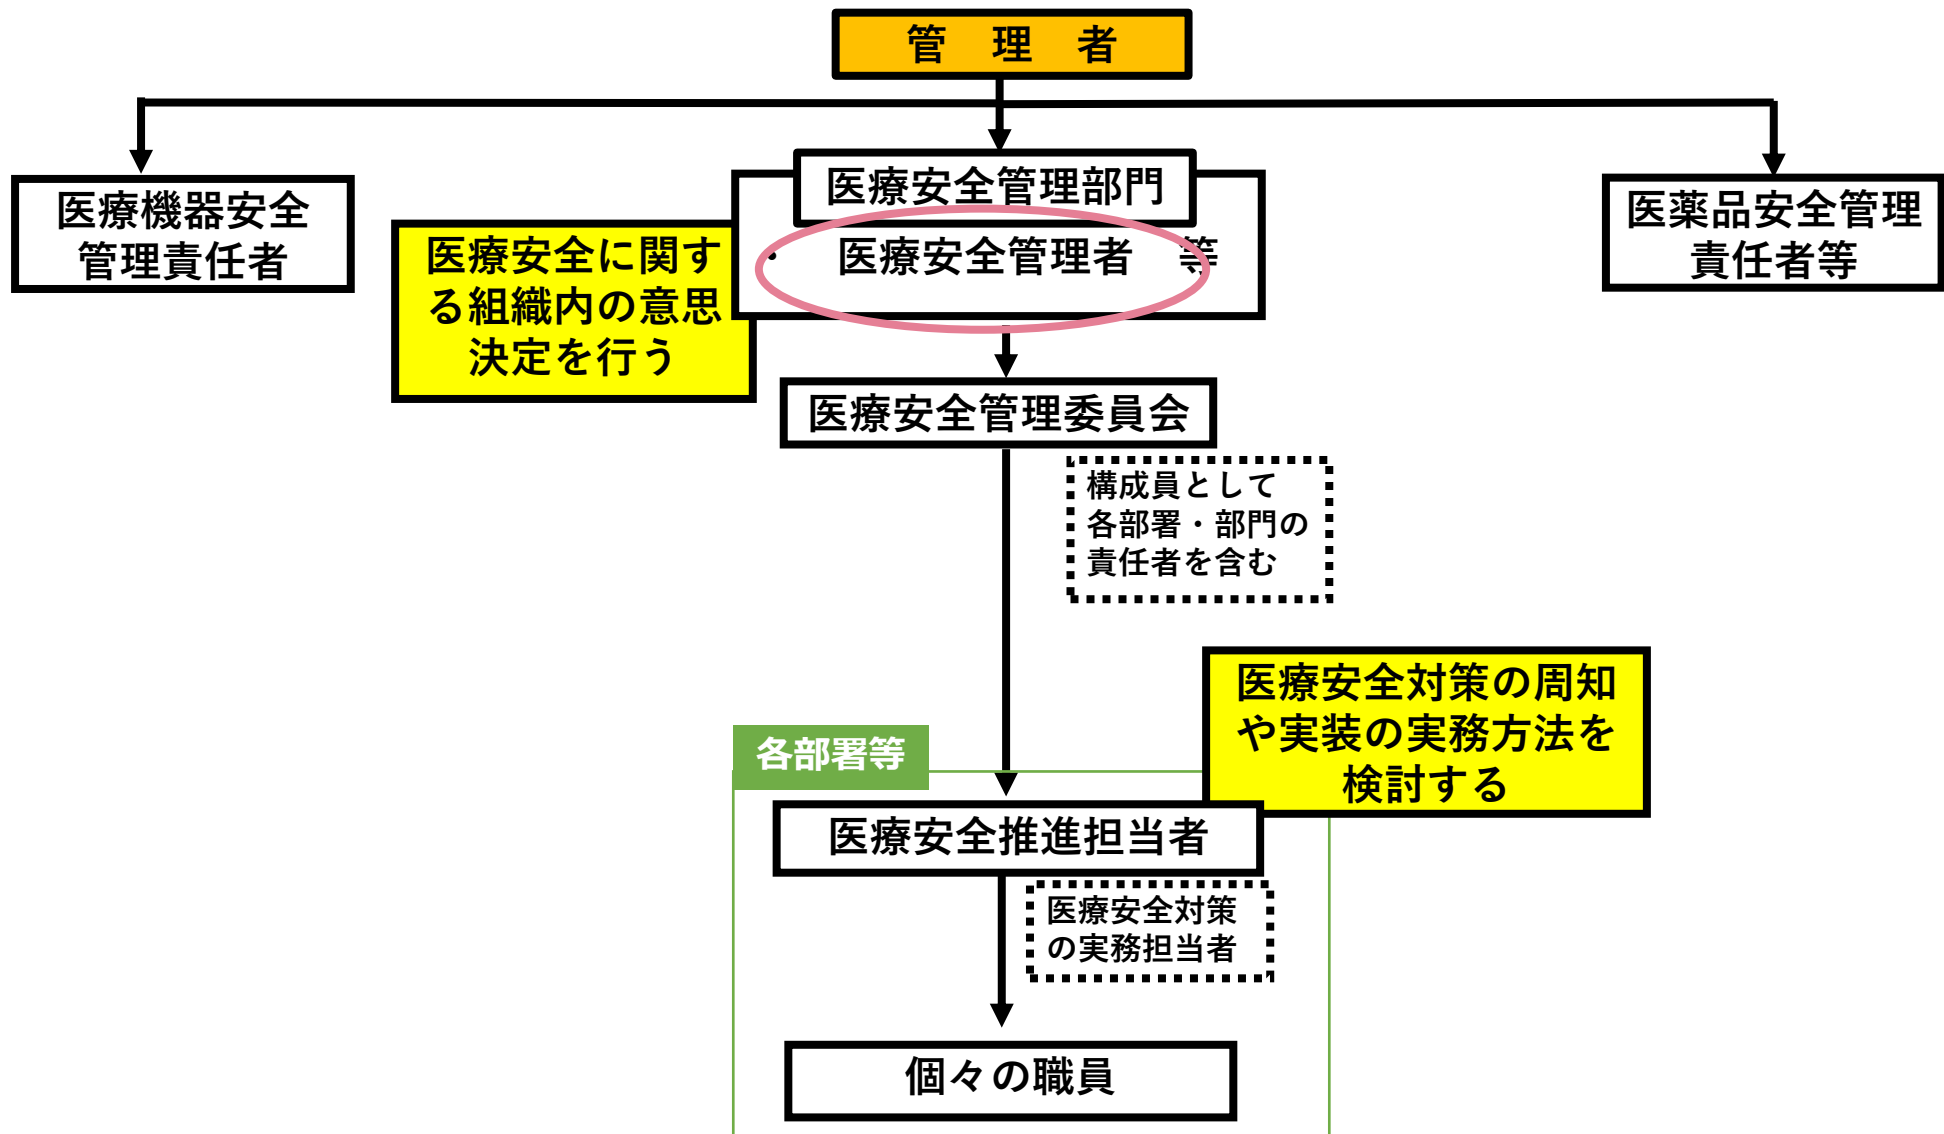 管　理　者
医療機器安全
管理責任者
医療安全管理部門
・　医療安全管理者　等
医薬品安全管理
責任者等
医療安全に関す
る組織内の意思
決定を行う
医療安全管理委員会
構成員として
各部署・部門の
責任者を含む
医療安全対策の周知
や実装の実務方法を
検討する
各部署等
医療安全推進担当者
医療安全対策
の実務担当者
個々の職員